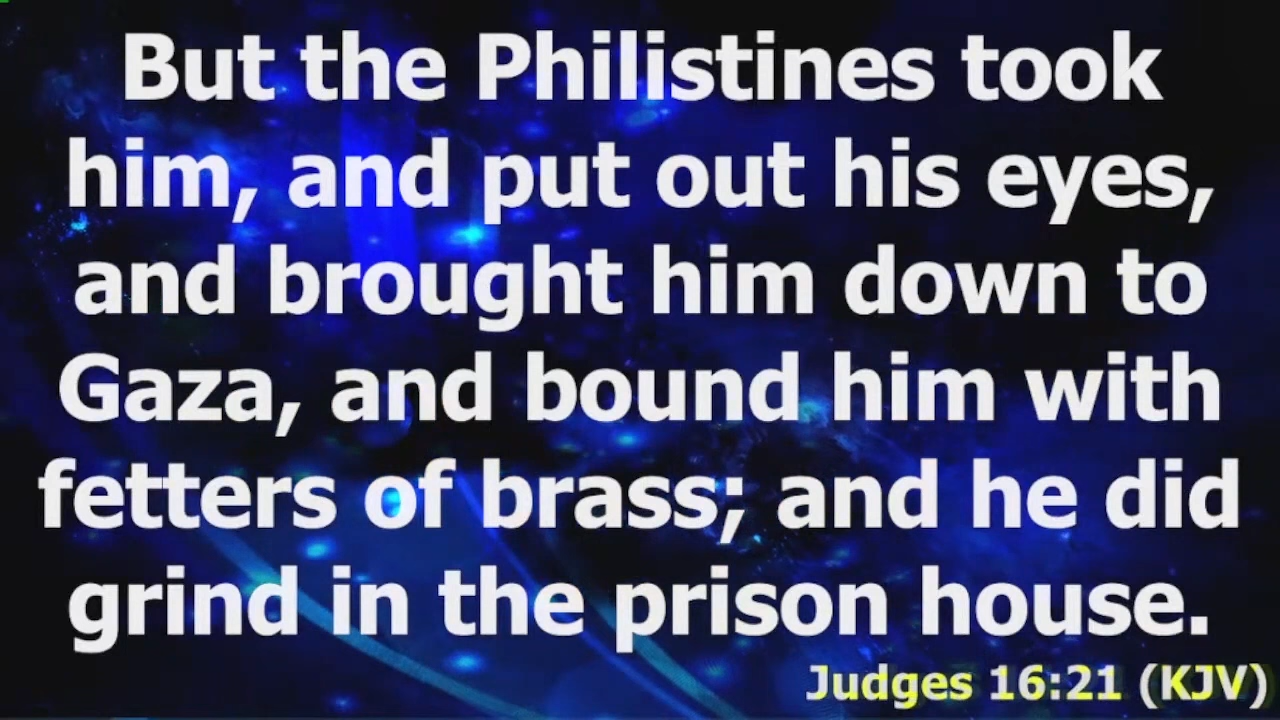 But the Philistines took
him, and put out his eyes,
and brought him down to
Gaza, and bound him with
fetters of brass; and he did
grind in the prison house.
Judges 16:21 (KJV)